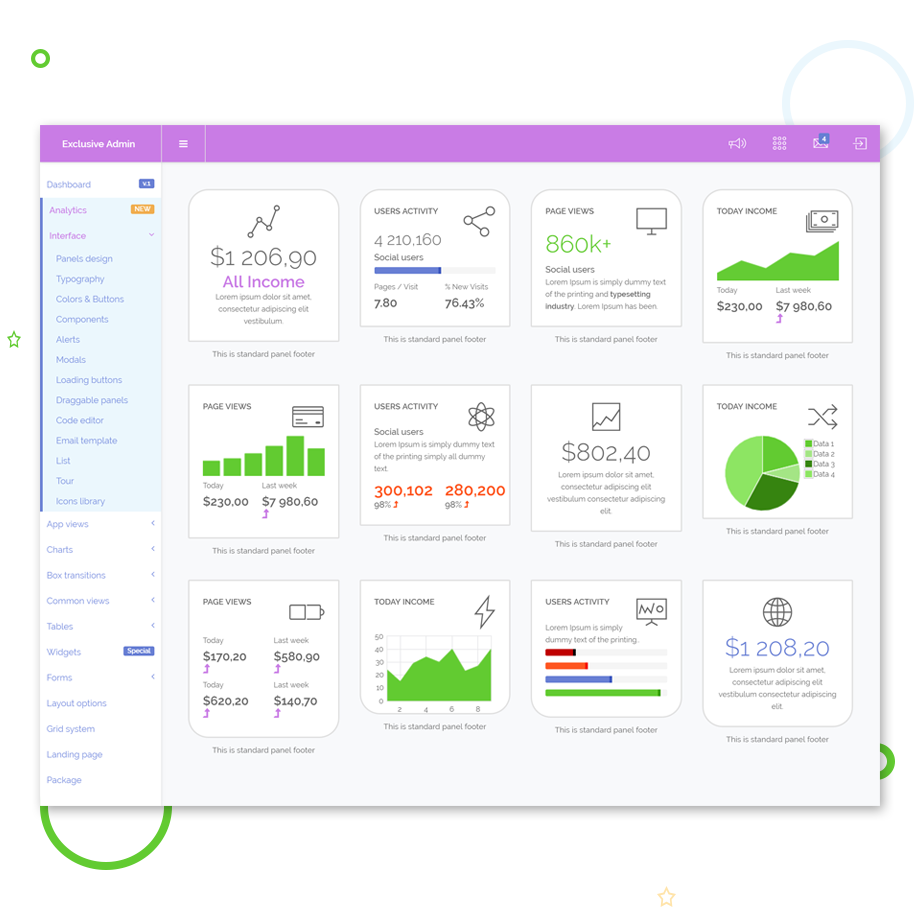 Exclusive Admin
4
Dashboard
v.1
Analytics
NEW
Interface
Panels design
Typography
Colors & Buttons
Components
Alerts
Modals
Loading buttons
Draggable panels
Code editor
Email template
List
Tour
Icons library
App views
Charts
Box transitions
Common views
Tables
Widgets
Special
Forms
Layout options
Grid system
Landing page
Package
$1 206,90
All Income
Lorem ipsum dolor sit amet,
consectetur adipiscing elit
vestibulum.
This is standard panel footer
USERS ACTIVITY
4 210,160
Social users
Pages / Visit
% New Visits
7.80
76.43%
This is standard panel footer
PAGE VIEWS
860k+
Social users
Lorem Ipsum is simply dummy text
of the printing and typesetting
industry. Lorem Ipsum has been.
This is standard panel footer
TODAY INCOME
Today
Last week
$230,00
$7 980,60
This is standard panel footer
PAGE VIEWS
Today
Last week
$230,00
$7 980,60
This is standard panel footer
USERS ACTIVITY
Social users
Lorem Ipsum is simply dummy text
of the printing simply all dummy
text.
300,102
280,200
98%
98%
This is standard panel footer
$802,40
Lorem ipsum dolor sit amet,
consectetur adipiscing elit
vestibulum consectetur adipiscing
elit.
This is standard panel footer
TODAY INCOME
Data 1
Data 2
Data 3
Data 4
This is standard panel footer
PAGE VIEWS
Today
Last week
$170,20
$580,90
Today
Last week
$620,20
$140,70
This is standard panel footer
TODAY INCOME
50
40
30
20
10
0
2 4 6 8
This is standard panel footer
USERS ACTIVITY
Lorem Ipsum is simply
dummy text of the printing.
This is standard panel footer
$1 208,20
Lorem ipsum dolor sit amet,
consectetur adipiscing elit
vestibulum consectetur adipiscing
elit.
This is standard panel footer